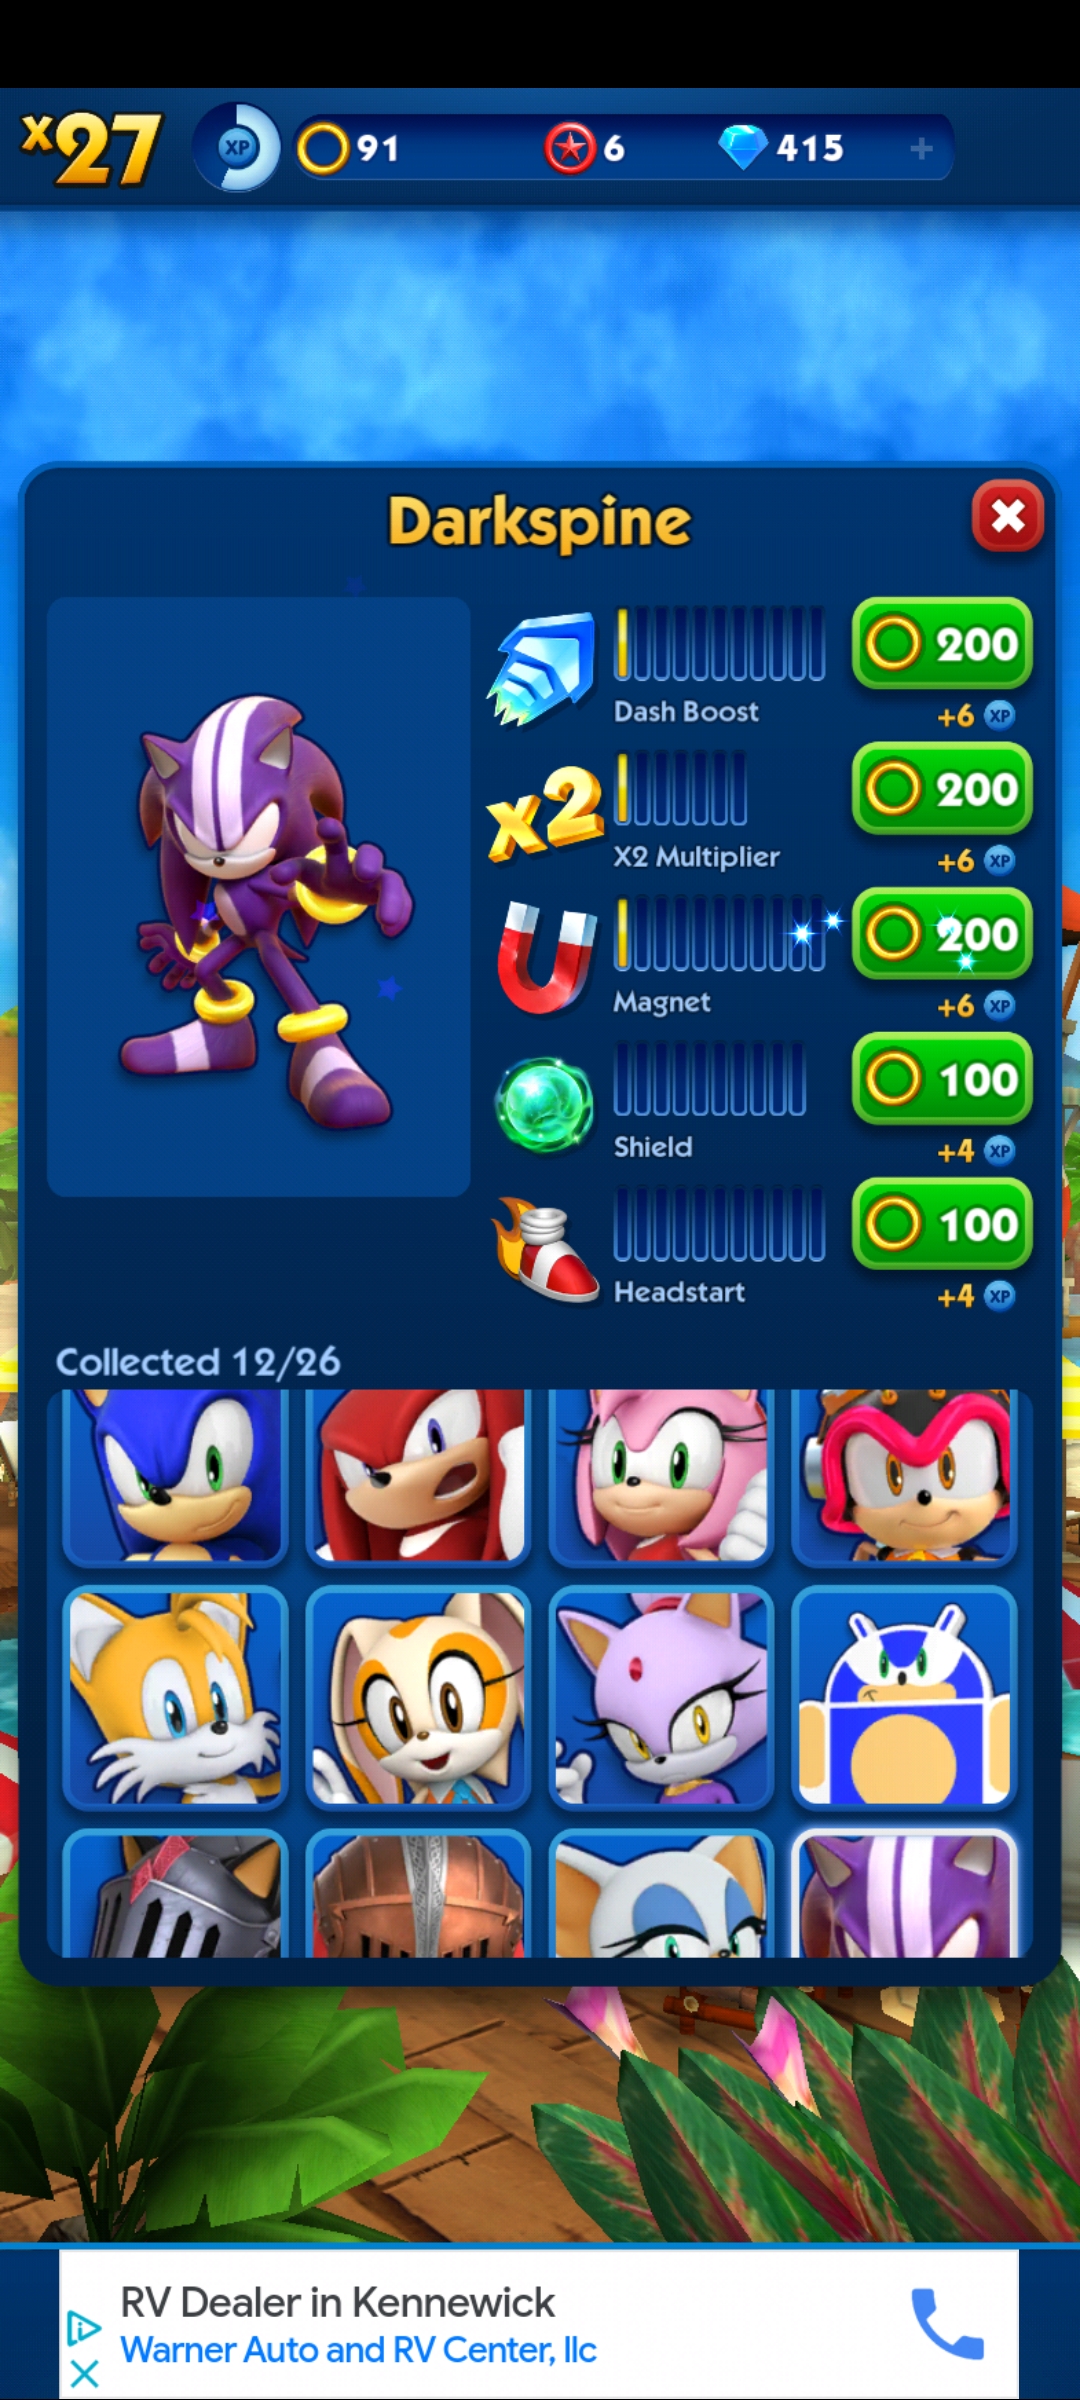 x27
XP
91
6
415
+
Darkspine
200
Dash Boost
+6 XP
x2
200
X2 Multiplier
+6 XP
200
Magnet
+6 XP
100
Shield
+4 XP
100
Headstart
+4 XP
Collected 12/26
RV Dealer in Kennewick
Warner Auto and RV Center, llc